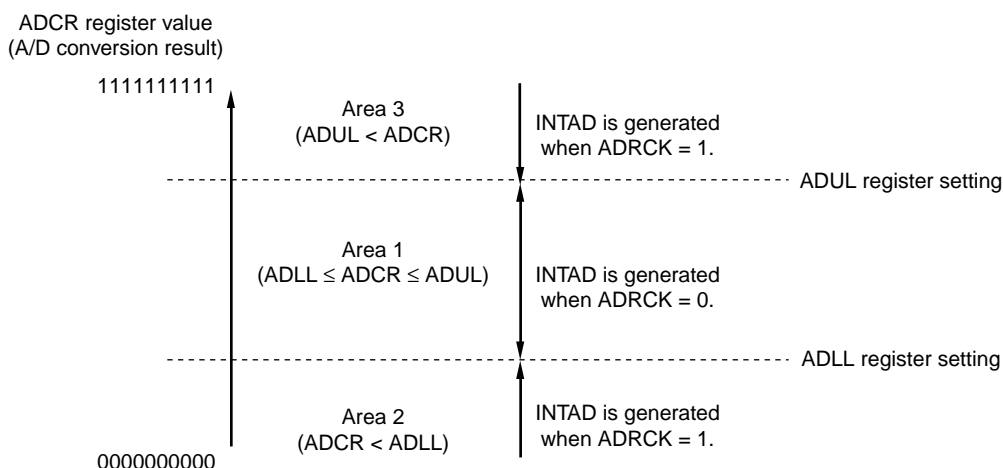 ADCR register value
(A/D conversion result)
1111111111
Area 3
(ADUL < ADCR)
INTAD is generated
when ADRCK = 1.
ADUL register setting
Area 1
(ADLL ≤ ADCR ≤ ADUL)
INTAD is generated
when ADRCK = 0.
ADLL register setting
Area 2
(ADCR < ADLL)
INTAD is generated
when ADRCK = 1.
0000000000